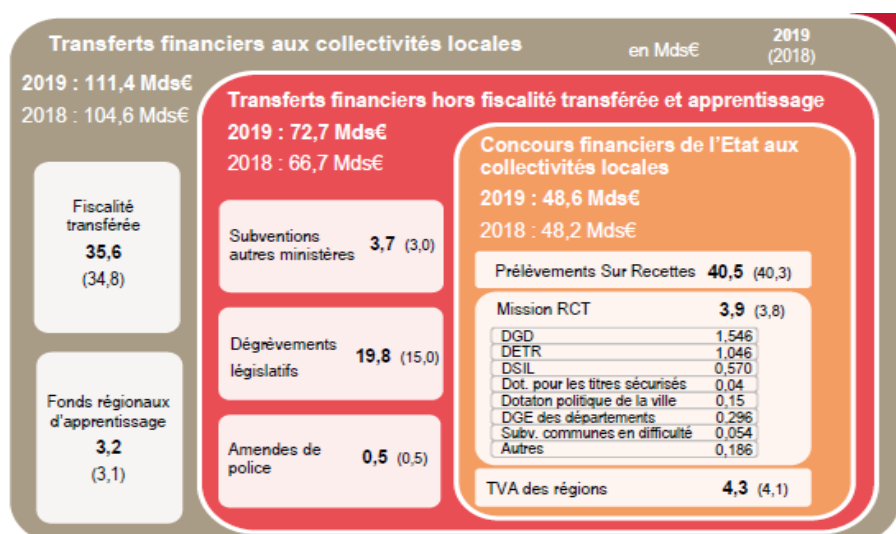 Transferts financiers aux collectivités locales
en Mds€
2019
(2018)
2019 : 111,4 Mds€
2018 : 104,6 Mds€
Transferts financiers hors fiscalité transférée et apprentissage
2019 : 72,7 Mds€
2018 : 66,7 Mds€
Concours financiers de l'Etat aux
collectivités locales
2019 : 48,6 Mds€
2018 : 48,2 Mds€
Fiscalité
transférée
35,6
(34,8)
Fonds régionaux
d'apprentissage
3,2
(3,1)
Subventions
autres ministères 3,7 (3,0)
Dégrèvements
législatifs 19,8 (15,0)
Amendes de
police 0,5 (0,5)
Prélèvements Sur Recettes 40,5 (40,3)
Mission RCT 3,9 (3,8)
DGD 1,546
DETR 1,046
DSIL 0,570
Dot. pour les titres sécurisés 0,04
Dotaton politique de la ville 0,15
DGE des départements 0,296
Subv. communes en difficulté 0,054
Autres 0,186
TVA des régions 4,3 (4,1)